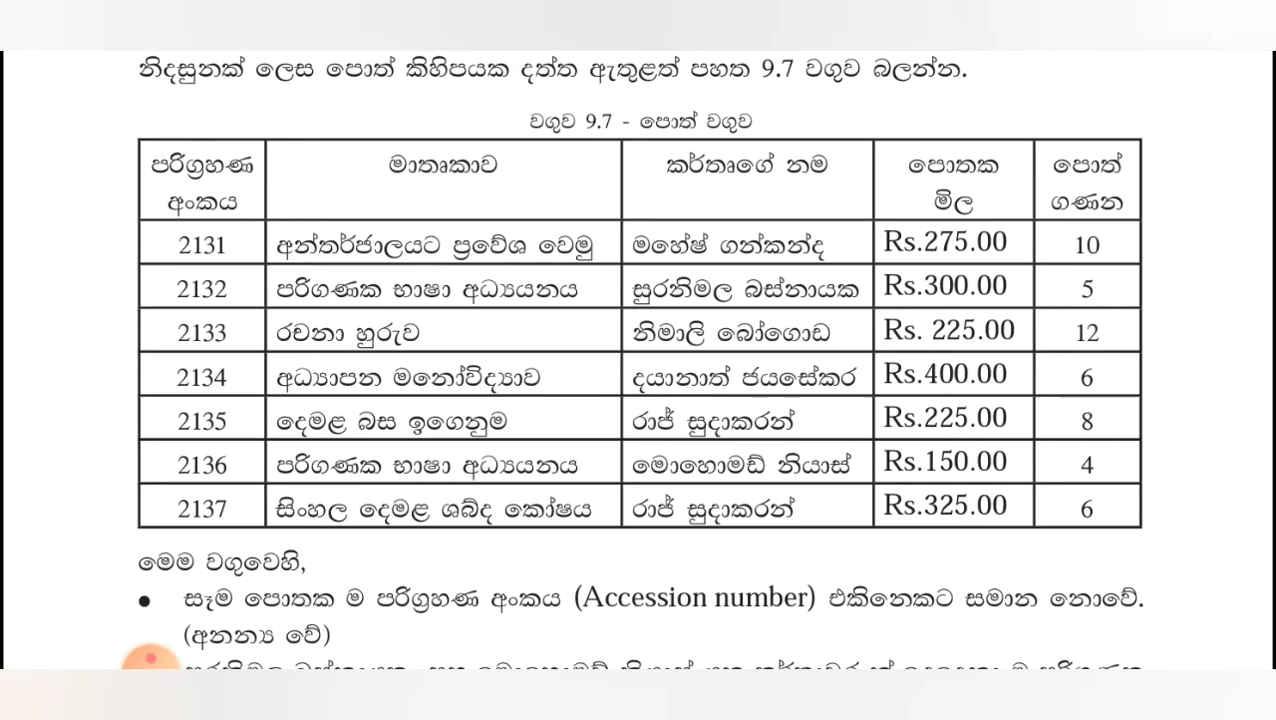 නිදසුනක් ලෙස පොත් කිහිපයක දත්ත ඇතුළත් පහත 9.7 වගුව බලන්න.
වගුව 9.7 - පොත් වගුව
පරිග්‍රහණ අංකය මාතෘකාව කර්තෘගේ නම පොතක මිල පොත් ගණන
2131 අන්තර්ජාලයට ප්‍රවේශ වෙමු මහේෂ් ගන්කන්ද Rs.275.00 10
2132 පරිගණක භාෂා අධ්‍යයනය සුරනිමල බස්නායක Rs.300.00 5
2133 රචනා හුරුව නිමාලි බෝගොඩ Rs. 225.00 12
2134 අධ්‍යාපන මනෝවිද්‍යාව දයානාත් ජයසේකර Rs.400.00 6
2135 දෙමළ බස ඉගෙනුම රාජ් සුදාකරන් Rs.225.00 8
2136 පරිගණක භාෂා අධ්‍යයනය මොහොමඩ් නියාස් Rs.150.00 4
2137 සිංහල දෙමළ ශබ්ද කෝෂය රාජ් සුදාකරන් Rs.325.00 6
මෙම වගුවෙහි,
● සෑම පොතක ම පරිග්‍රහණ අංකය (Accession number) එකිනෙකට සමාන නොවේ.
(අනන්‍ය වේ)